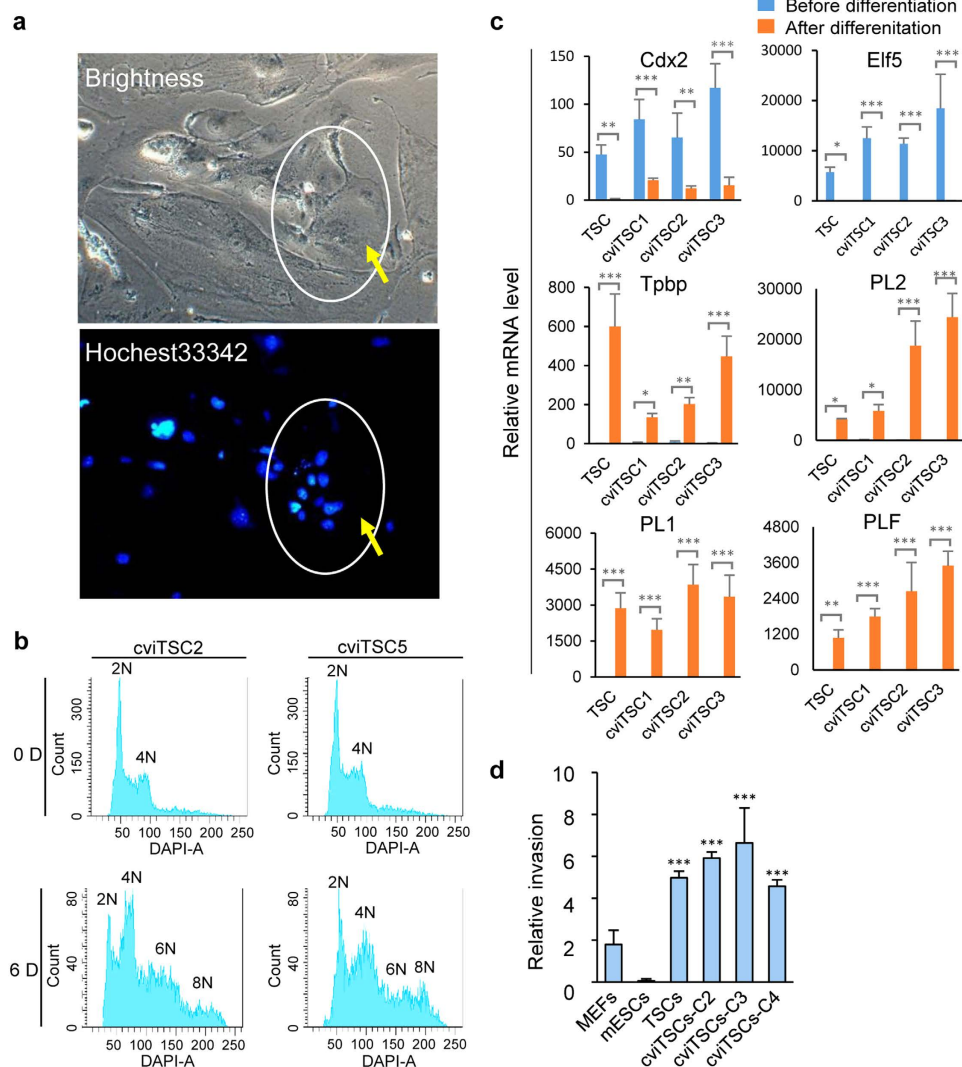 a
Brightness
Hochest33342
b
cviTSC2
cviTSC5
0 D
Count
300
150
0
2N
4N
50 100 150 200 250
DAPI-A
Count
300
150
0
2N
4N
50 100 150 200 250
DAPI-A
6 D
Count
80
40
0
2N
4N
6N
8N
50 100 150 200 250
DAPI-A
Count
80
40
0
2N
4N
6N
8N
50 100 150 200 250
DAPI-A
c
Before differentiation
After differenitation
Relative mRNA level
Cdx2
150
100
50
0
**
***
**
***
TSC
cviTSC1
cviTSC2
cviTSC3
Elf5
30000
20000
10000
0
*
***
***
***
TSC
cviTSC1
cviTSC2
cviTSC3
Tpbp
800
600
400
200
0
***
*
**
***
TSC
cviTSC1
cviTSC2
cviTSC3
PL2
30000
20000
10000
0
*
*
***
***
TSC
cviTSC1
cviTSC2
cviTSC3
PL1
6000
4500
3000
1500
0
***
***
***
***
TSC
cviTSC1
cviTSC2
cviTSC3
PLF
4800
3600
2400
1200
0
**
***
***
***
TSC
cviTSC1
cviTSC2
cviTSC3
d
Relative invasion
10
8
6
4
2
0
***
***
***
***
MEFs
mESCs
TSCs
cviTSCs-C2
cviTSCs-C3
cviTSCs-C4